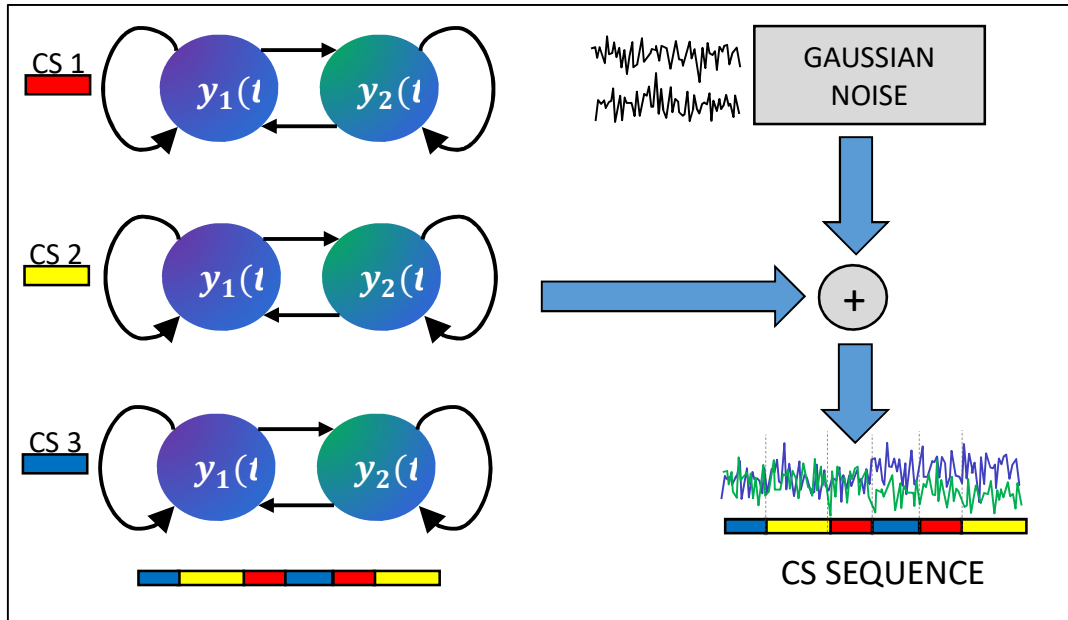 CS 1
y₁(t
y₂(t
GAUSSIAN
NOISE
CS 2
y₁(t
y₂(t
+
CS 3
y₁(t
y₂(t
CS SEQUENCE